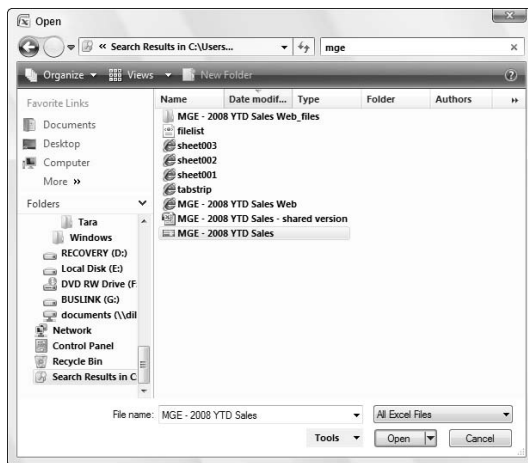 Open
« Search Results in C:\Users... mge
Organize Views New Folder
Favorite Links
Documents
Desktop
Computer
More »
Folders
Tara
Windows
RECOVERY (D:)
Local Disk (E:)
DVD RW Drive (F
BUSLINK (G:)
documents (\\dil
Network
Control Panel
Recycle Bin
Search Results in C
Name Date modif... Type Folder Authors »
MGE - 2008 YTD Sales Web_files
filelist
sheet003
sheet002
sheet001
tabstrip
MGE - 2008 YTD Sales Web
MGE - 2008 YTD Sales - shared version
MGE - 2008 YTD Sales
File name: MGE - 2008 YTD Sales All Excel Files
Tools Open Cancel